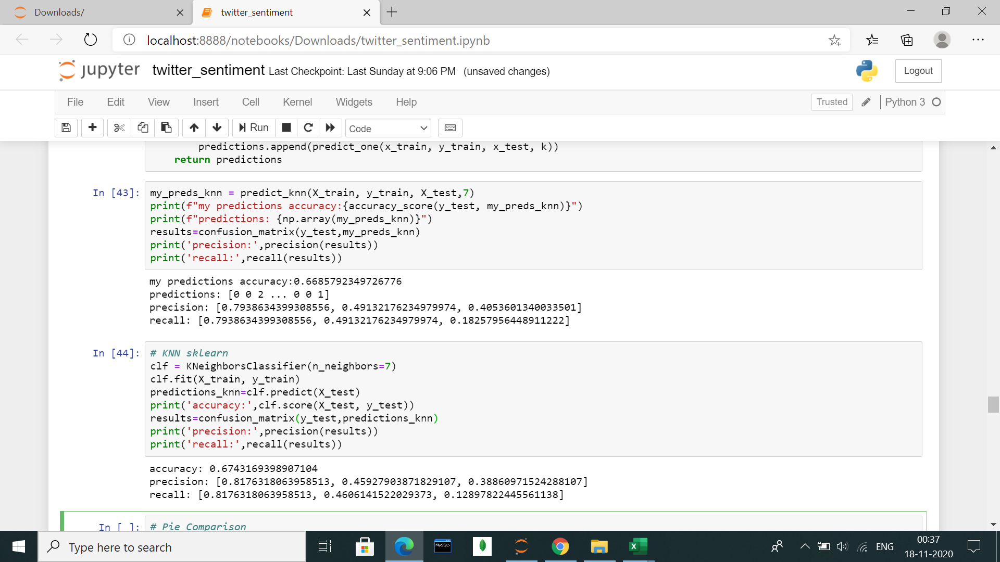 Downloads/
twitter_sentiment
localhost:8888/notebooks/Downloads/twitter_sentiment.ipynb
jupyter twitter_sentiment Last Checkpoint: Last Sunday at 9:06 PM (unsaved changes)
Logout
File Edit View Insert Cell Kernel Widgets Help
Trusted Python 3
Run Code
predictions.append(predict_one(x_train, y_train, x_test, k))
return predictions
In [43]: my_preds_knn = predict_knn(X_train, y_train, X_test,7)
print(f"my predictions accuracy:{accuracy_score(y_test, my_preds_knn)}")
print(f"predictions: {np.array(my_preds_knn)}")
results=confusion_matrix(y_test,my_preds_knn)
print('precision:',precision(results))
print('recall:',recall(results))
my predictions accuracy:0.6685792349726776
predictions: [0 0 2 ... 0 0 1]
precision: [0.7938634399308556, 0.49132176234979974, 0.4053601340033501]
recall: [0.7938634399308556, 0.49132176234979974, 0.18257956448911222]
In [44]: # KNN sklearn
clf = KNeighborsClassifier(n_neighbors=7)
clf.fit(X_train, y_train)
predictions_knn=clf.predict(X_test)
print('accuracy:',clf.score(X_test, y_test))
results=confusion_matrix(y_test,predictions_knn)
print('precision:',precision(results))
print('recall:',recall(results))
accuracy: 0.6743169398907104
precision: [0.8176318063958513, 0.45927903871829107, 0.38860971524288107]
recall: [0.8176318063958513, 0.4606141522029373, 0.12897822445561138]
In [ ]: # Pie Comparison
Type here to search
MySQL
ENG
00:37
18-11-2020